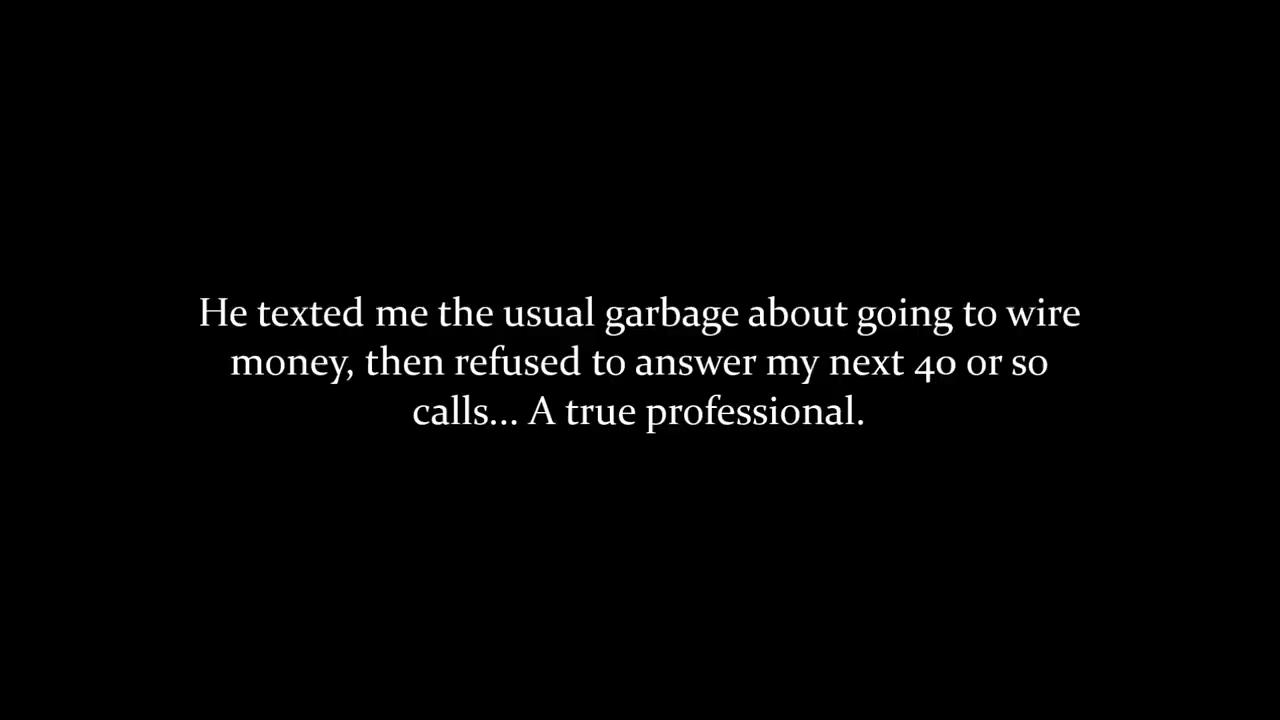 He texted me the usual garbage about going to wire
money, then refused to answer my next 40 or so
calls... A true professional.